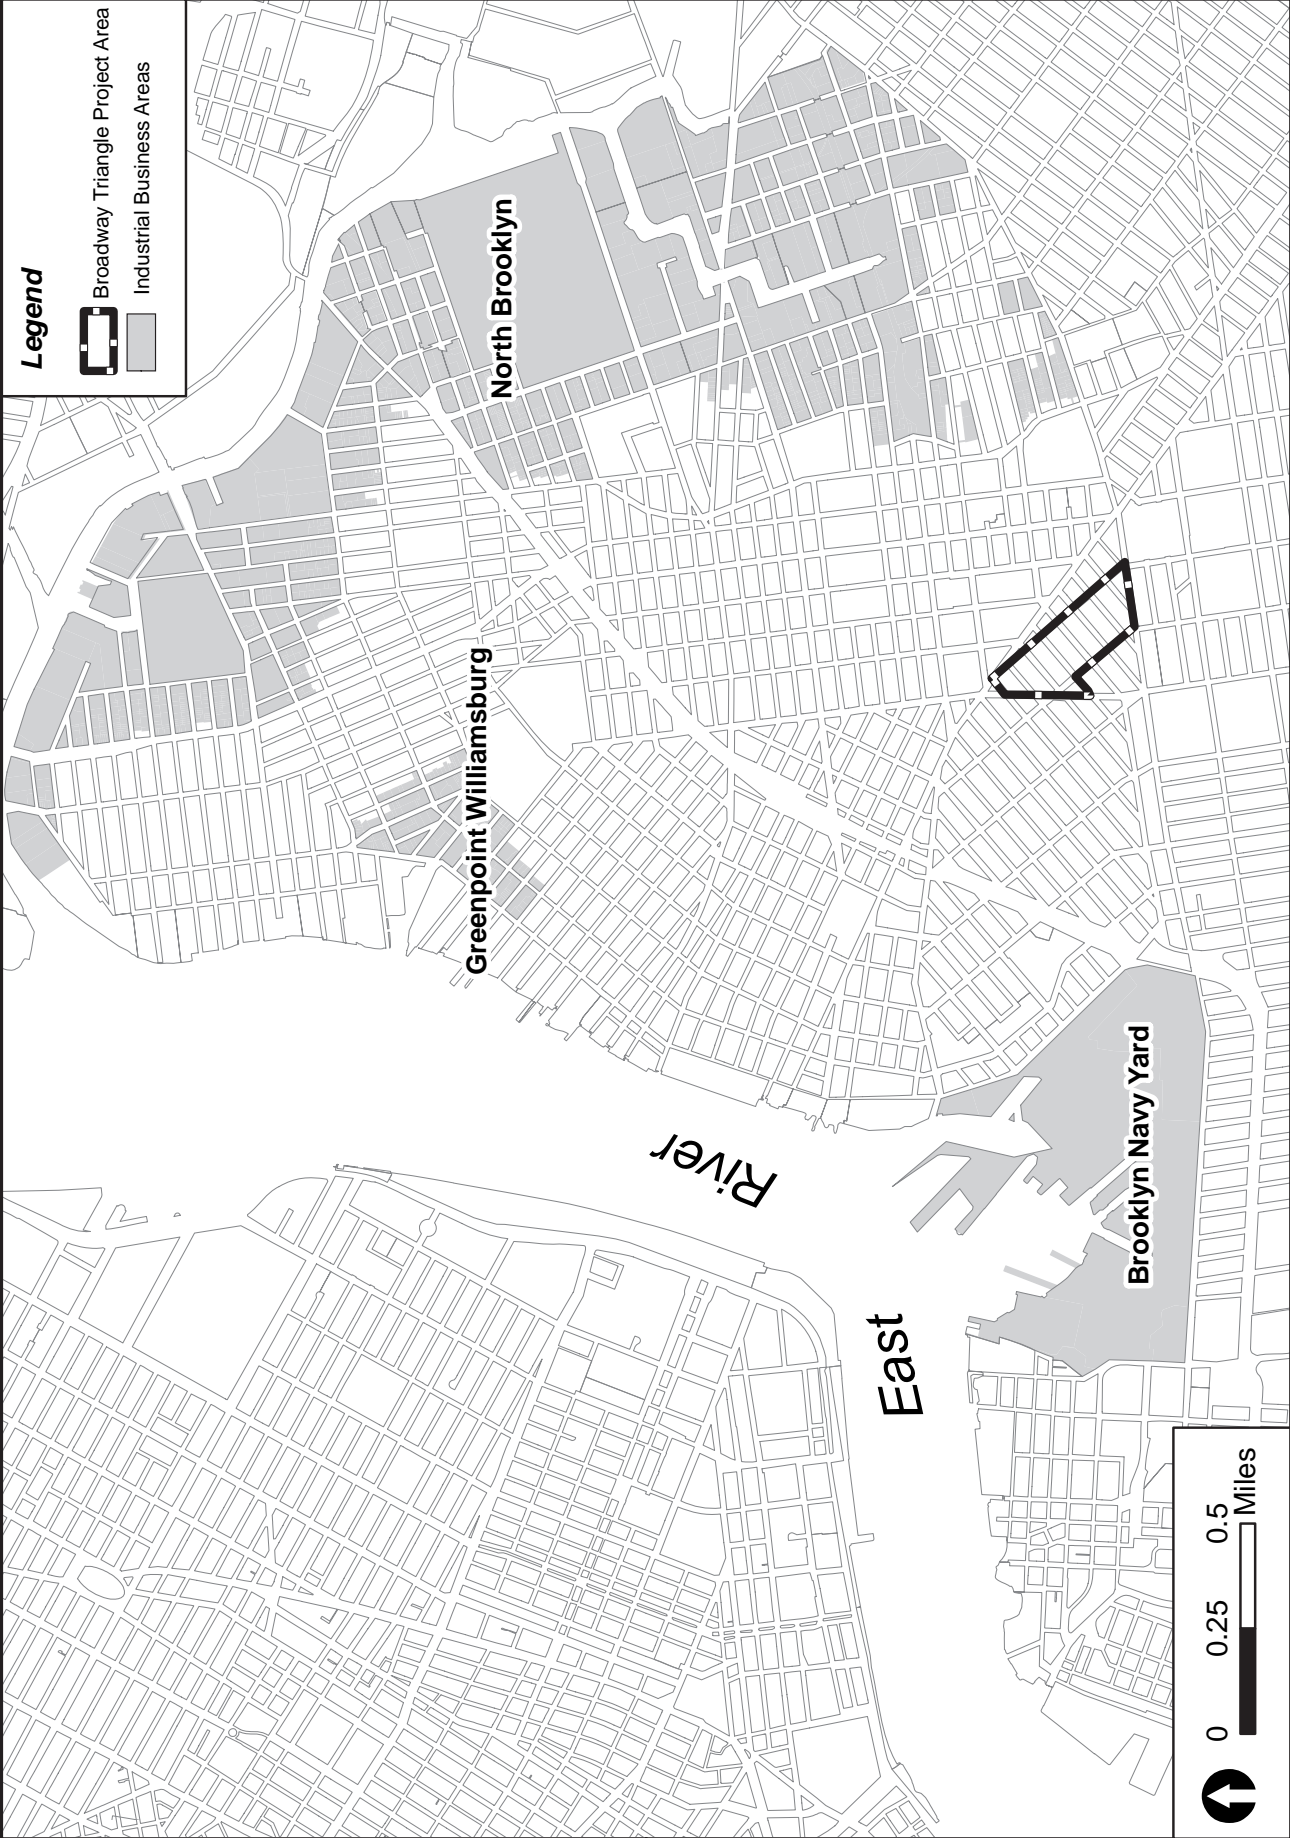 Legend
Broadway Triangle Project Area
Industrial Business Areas
North Brooklyn
Greenpoint Williamsburg
East
River
Brooklyn Navy Yard
0 0.25 0.5
Miles